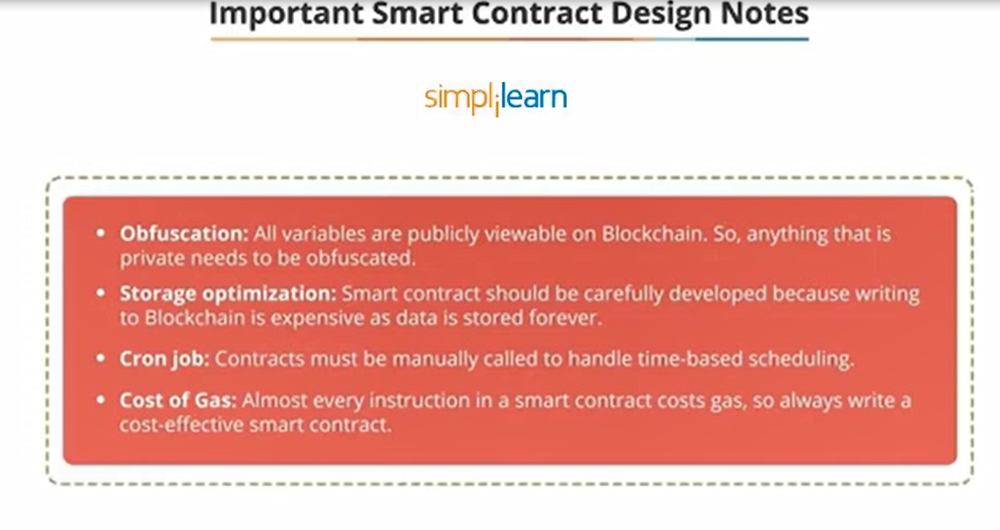 Important Smart Contract Design Notes
simplilearn
• Obfuscation: All variables are publicly viewable on Blockchain. So, anything that is
private needs to be obfuscated.
• Storage optimization: Smart contract should be carefully developed because writing
to Blockchain is expensive as data is stored forever.
• Cron job: Contracts must be manually called to handle time-based scheduling.
• Cost of Gas: Almost every instruction in a smart contract costs gas, so always write a
cost-effective smart contract.